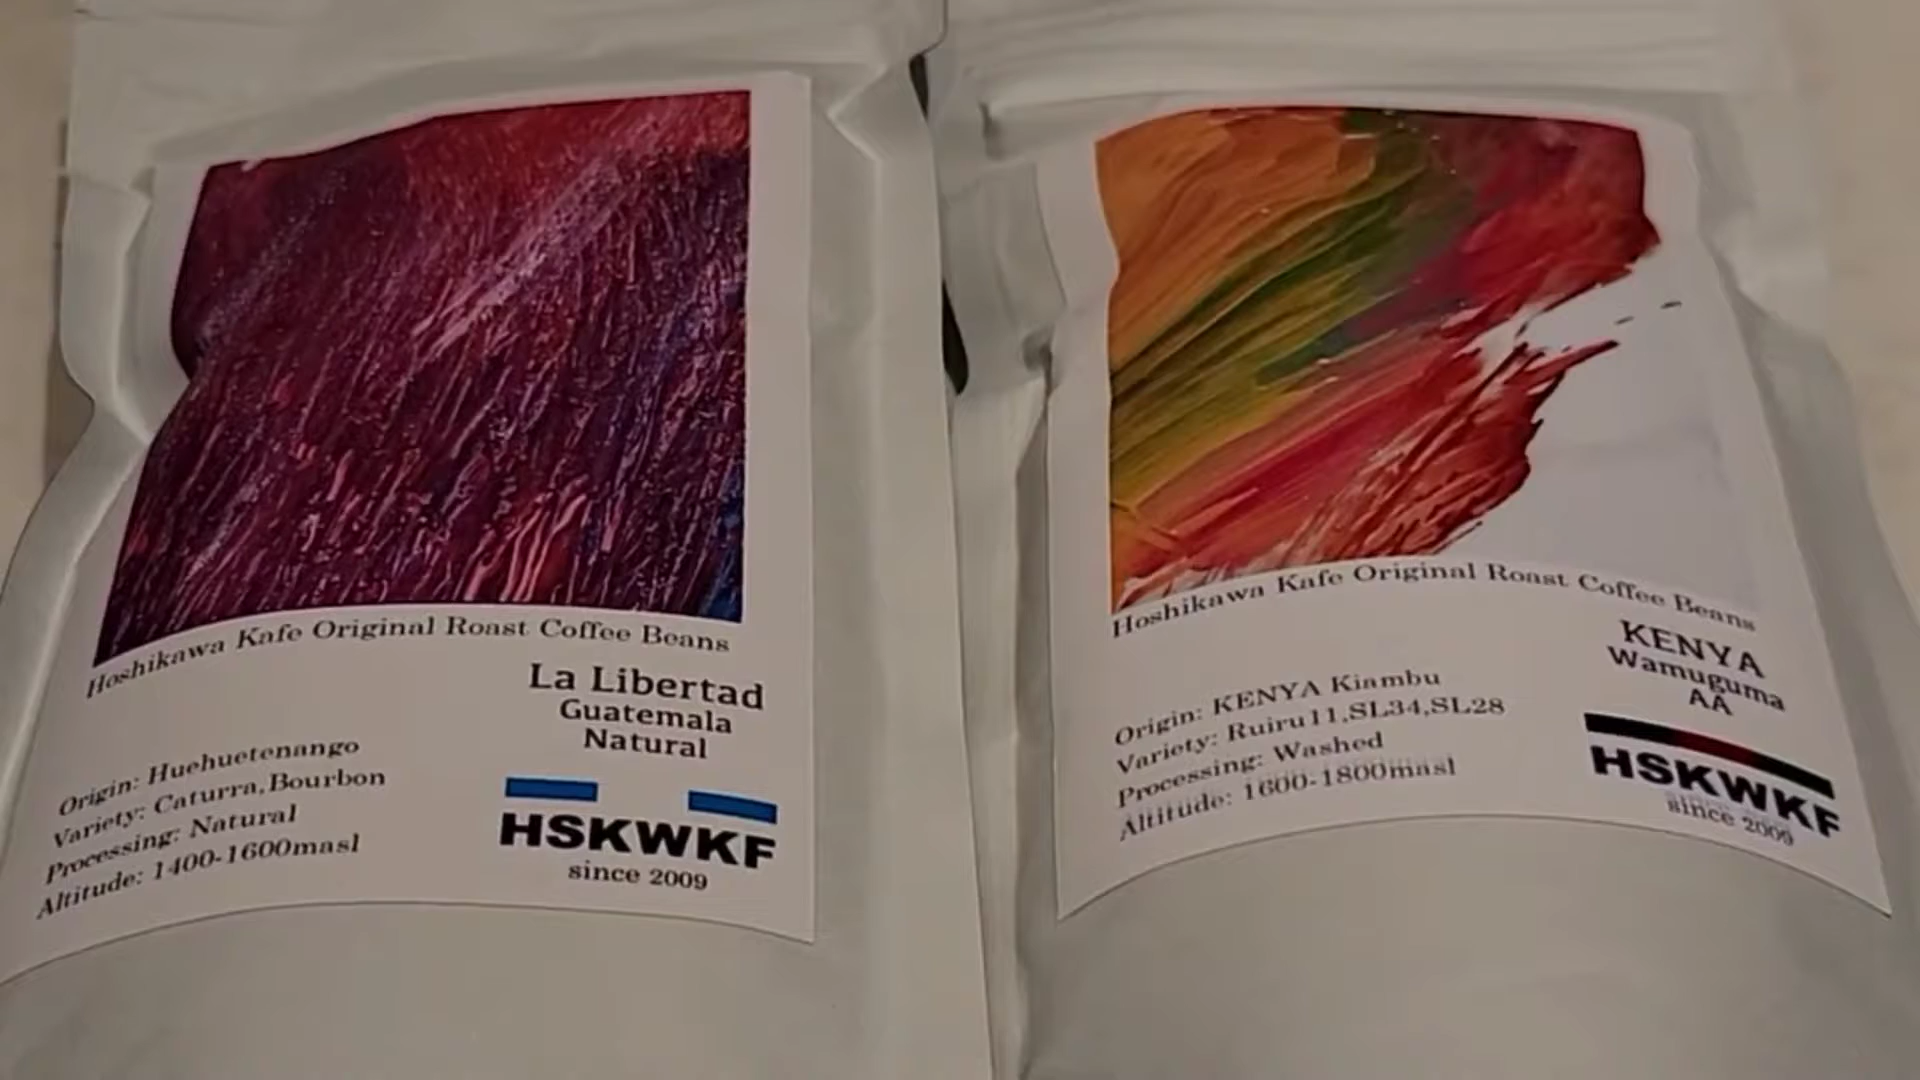 Hoshikawa Kafe Original Roast Coffee Beans
La Libertad
Guatemala
Natural
Origin: Huehuetenango
Variety: Caturra,Bourbon
Processing: Natural
Altitude: 1400-1600masl
HSKWKF
since 2009
Hoshikawa Kafe Original Roast Coffee Beans
KENYA
Wamuguma
AA
Origin: KENYA Kiambu
Variety: Ruiru11,SL34,SL28
Processing: Washed
Altitude: 1600-1800masl
HSKWKF
since 2009